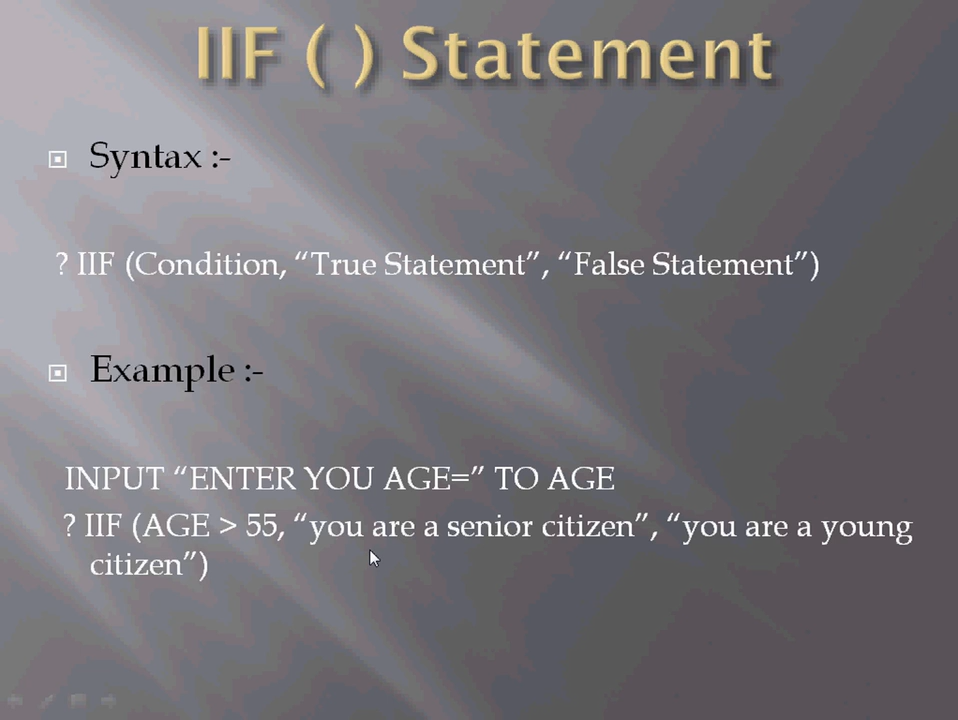 IIF ( ) Statement
Syntax :-
? IIF (Condition, “True Statement”, “False Statement”)
Example :-
INPUT “ENTER YOU AGE=” TO AGE
? IIF (AGE > 55, “you are a senior citizen”, “you are a young
citizen”)